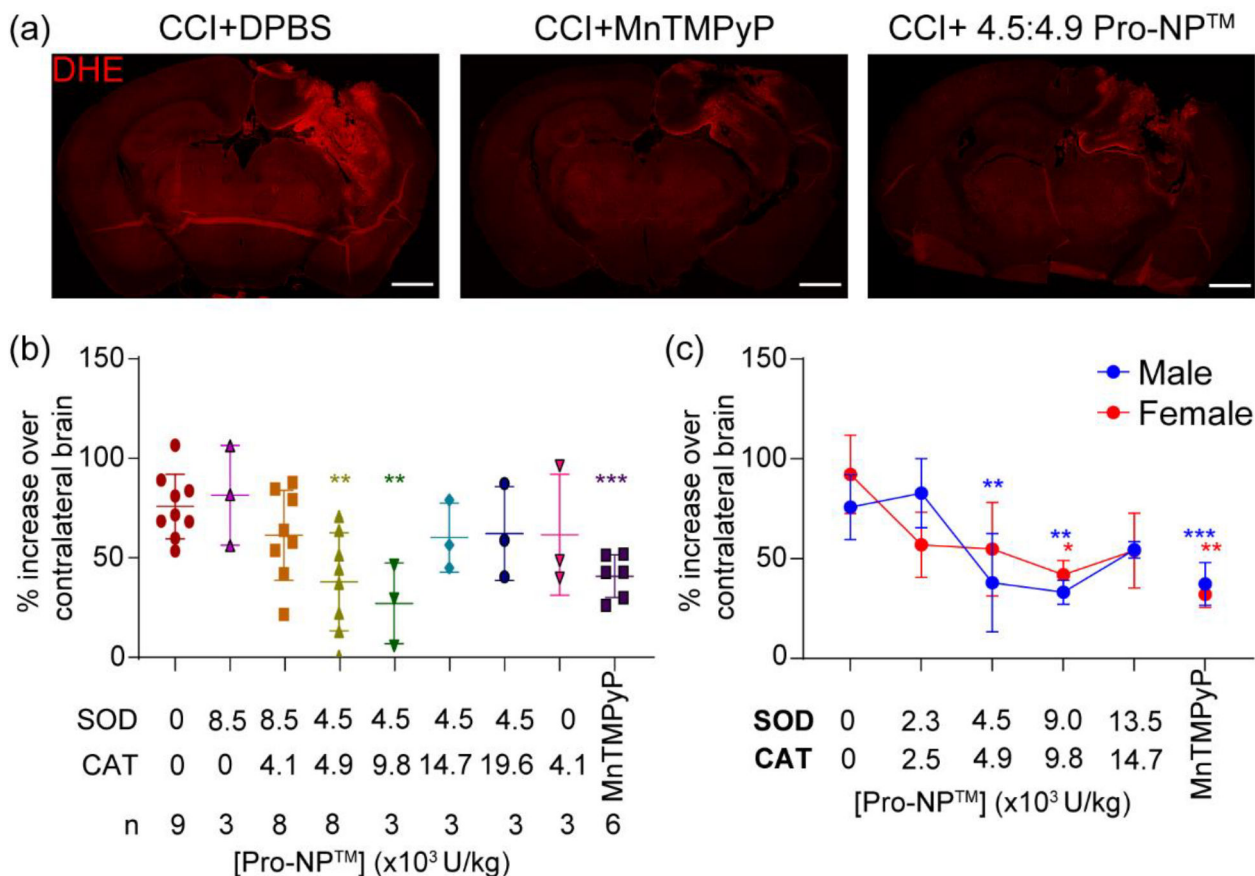 (a)
CCI+DPBS
CCI+MnTMPyP
CCI+ 4.5:4.9 Pro-NP™
DHE
(b)
% increase over
contralateral brain
150
100
50
0
** ** ***
SOD 0 8.5 8.5 4.5 4.5 4.5 4.5 0
CAT 0 0 4.1 4.9 9.8 14.7 19.6 4.1
MnTMPyP
n 9 3 8 8 3 3 3 3 6
[Pro-NP™] (x10³ U/kg)
(c)
% increase over
contralateral brain
150
100
50
0
Male
Female
**
** ***
* **
SOD 0 2.3 4.5 9.0 13.5
CAT 0 2.5 4.9 9.8 14.7
MnTMPyP
[Pro-NP™] (x10³ U/kg)